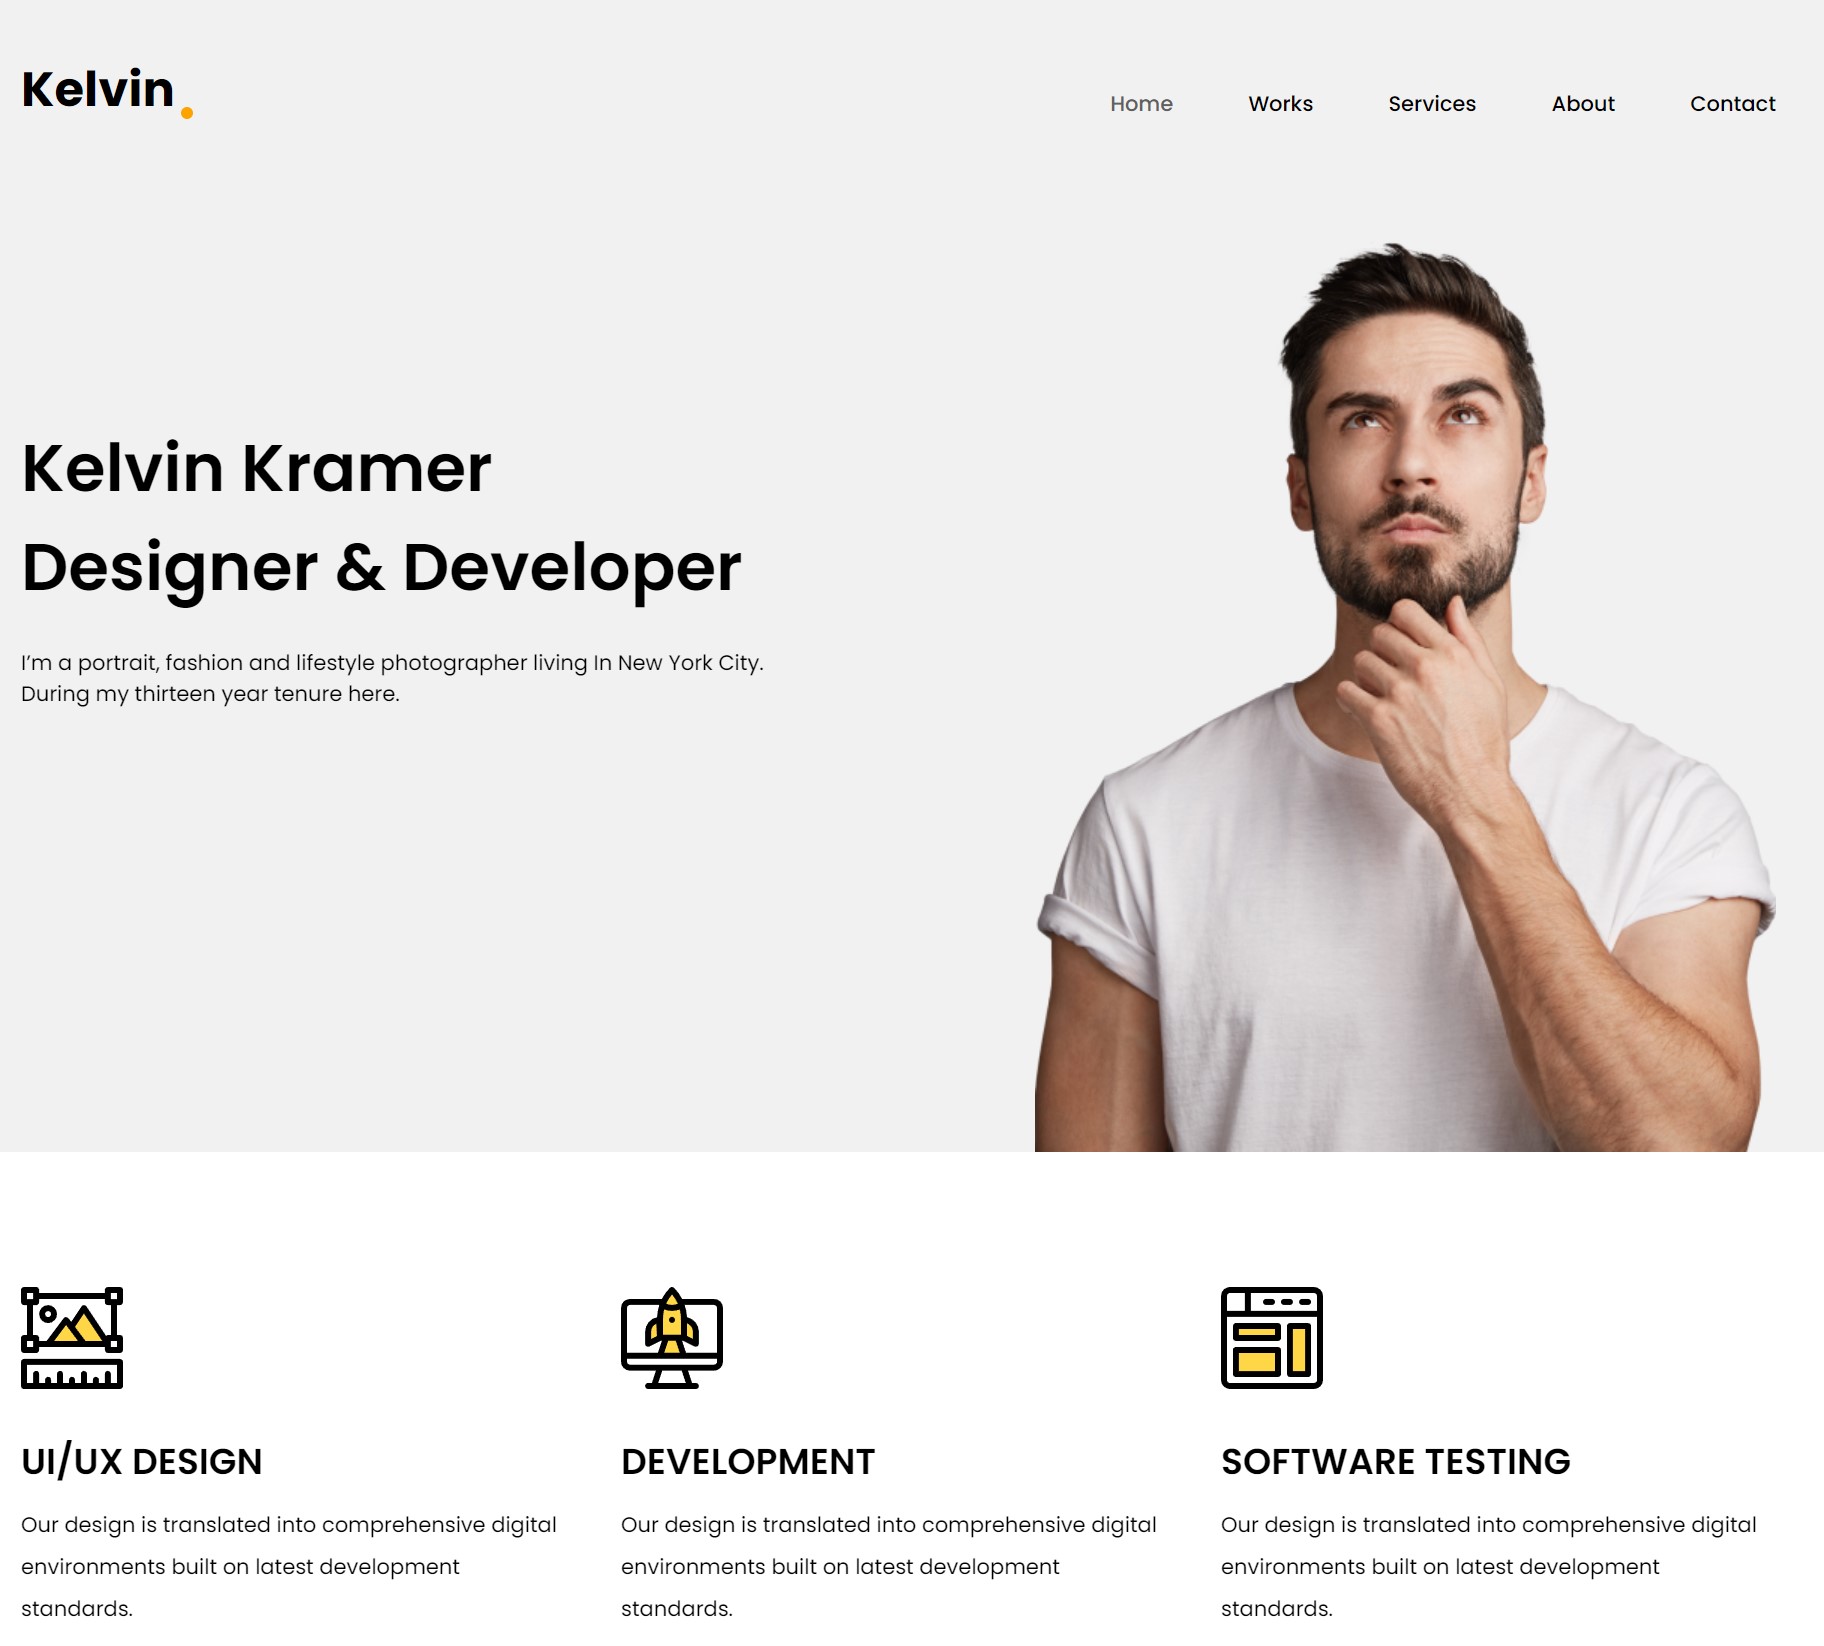 Kelvin.
Home Works Services About Contact
Kelvin Kramer
Designer & Developer
I’m a portrait, fashion and lifestyle photographer living In New York City.
During my thirteen year tenure here.
UI/UX DESIGN
Our design is translated into comprehensive digital
environments built on latest development
standards.
DEVELOPMENT
Our design is translated into comprehensive digital
environments built on latest development
standards.
SOFTWARE TESTING
Our design is translated into comprehensive digital
environments built on latest development
standards.